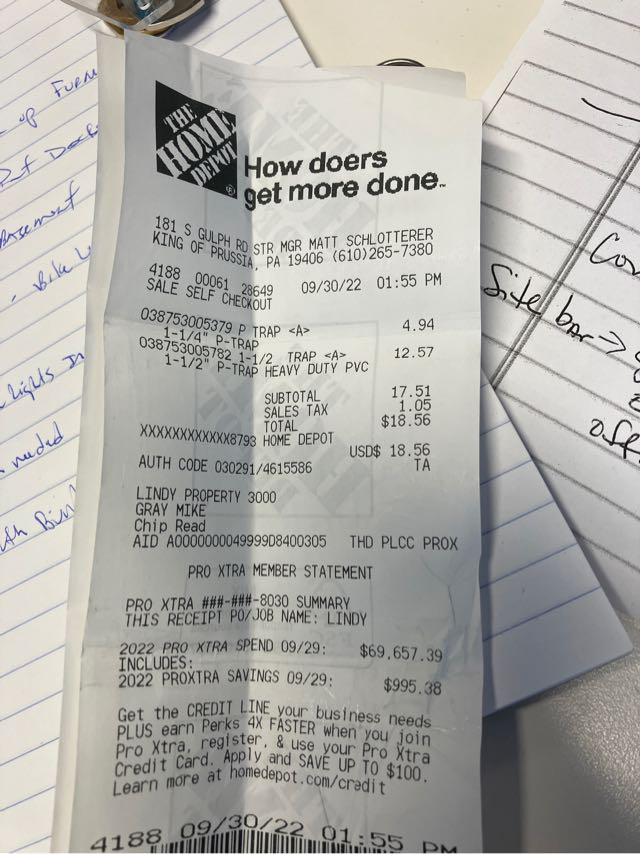 THE
HOME
DEPOT
®
How doers
get more done.™
181 S GULPH RD STR MGR MATT SCHLOTTERER
KING OF PRUSSIA, PA 19406 (610)265-7380
4188 00061 28649 09/30/22 01:55 PM
SALE SELF CHECKOUT
038753005379 P TRAP <A> 4.94
1-1/4" P-TRAP
038753005782 1-1/2 TRAP <A> 12.57
1-1/2" P-TRAP HEAVY DUTY PVC
SUBTOTAL 17.51
SALES TAX 1.05
TOTAL $18.56
XXXXXXXXXXXX8793 HOME DEPOT
USD$ 18.56
AUTH CODE 030291/4615586 TA
LINDY PROPERTY 3000
GRAY MIKE
Chip Read
AID A0000000049999D8400305 THD PLCC PROX
PRO XTRA MEMBER STATEMENT
PRO XTRA ###-###-8030 SUMMARY
THIS RECEIPT PO/JOB NAME: LINDY
2022 PRO XTRA SPEND 09/29: $69,657.39
INCLUDES:
2022 PROXTRA SAVINGS 09/29: $995.38
Get the CREDIT LINE your business needs
PLUS earn Perks 4X FASTER when you join
Pro Xtra, register, & use your Pro Xtra
Credit Card. Apply and SAVE UP TO $100.
Learn more at homedepot.com/credit
4188 09/30/22 01:55 PM
needed
Site bar →